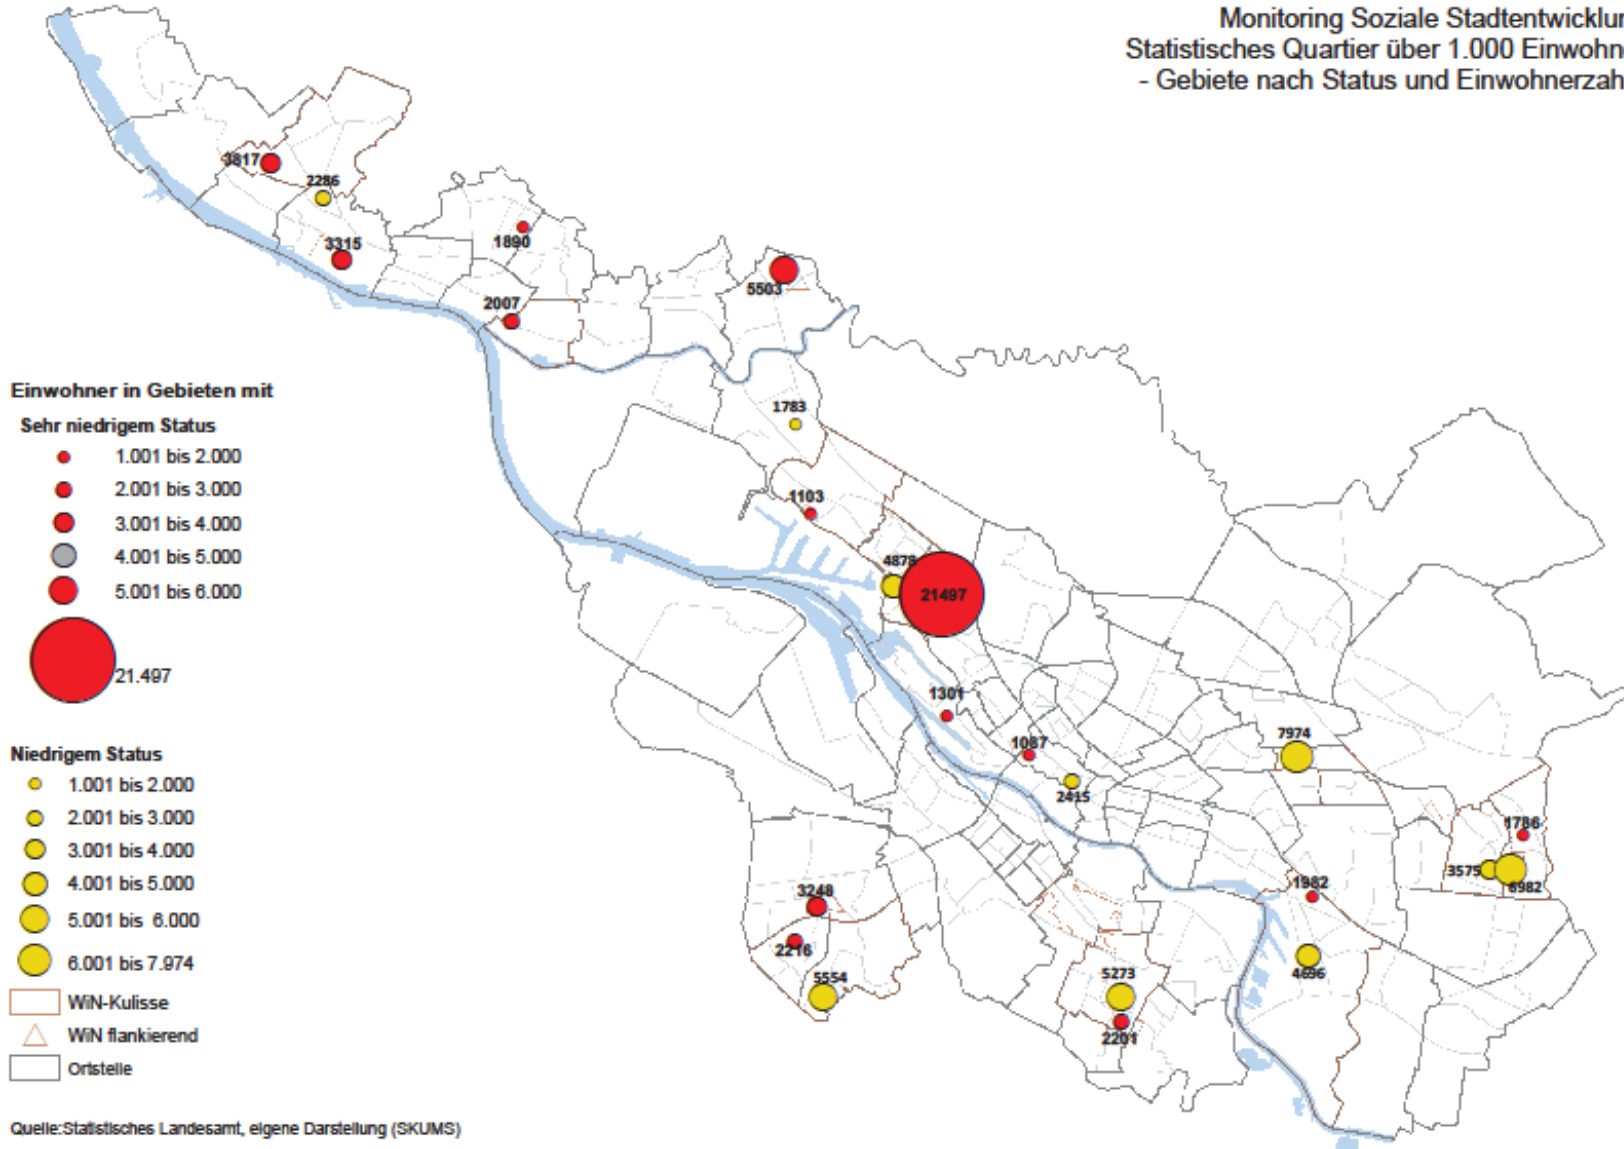 Monitoring Soziale Stadtentwicklun
Statistisches Quartier über 1.000 Einwohne
- Gebiete nach Status und Einwohnerzah
3817
2286
3315
1890
2007
5503
1783
1103
4878
21497
1301
1087
2415
7974
1786
3575
6982
1982
4696
3248
2216
5554
5273
2201
Einwohner in Gebieten mit
Sehr niedrigem Status
1.001 bis 2.000
2.001 bis 3.000
3.001 bis 4.000
4.001 bis 5.000
5.001 bis 6.000
21.497
Niedrigem Status
1.001 bis 2.000
2.001 bis 3.000
3.001 bis 4.000
4.001 bis 5.000
5.001 bis 6.000
6.001 bis 7.974
WiN-Kulisse
WiN flankierend
Ortstelle
Quelle:Statistisches Landesamt, eigene Darstellung (SKUMS)